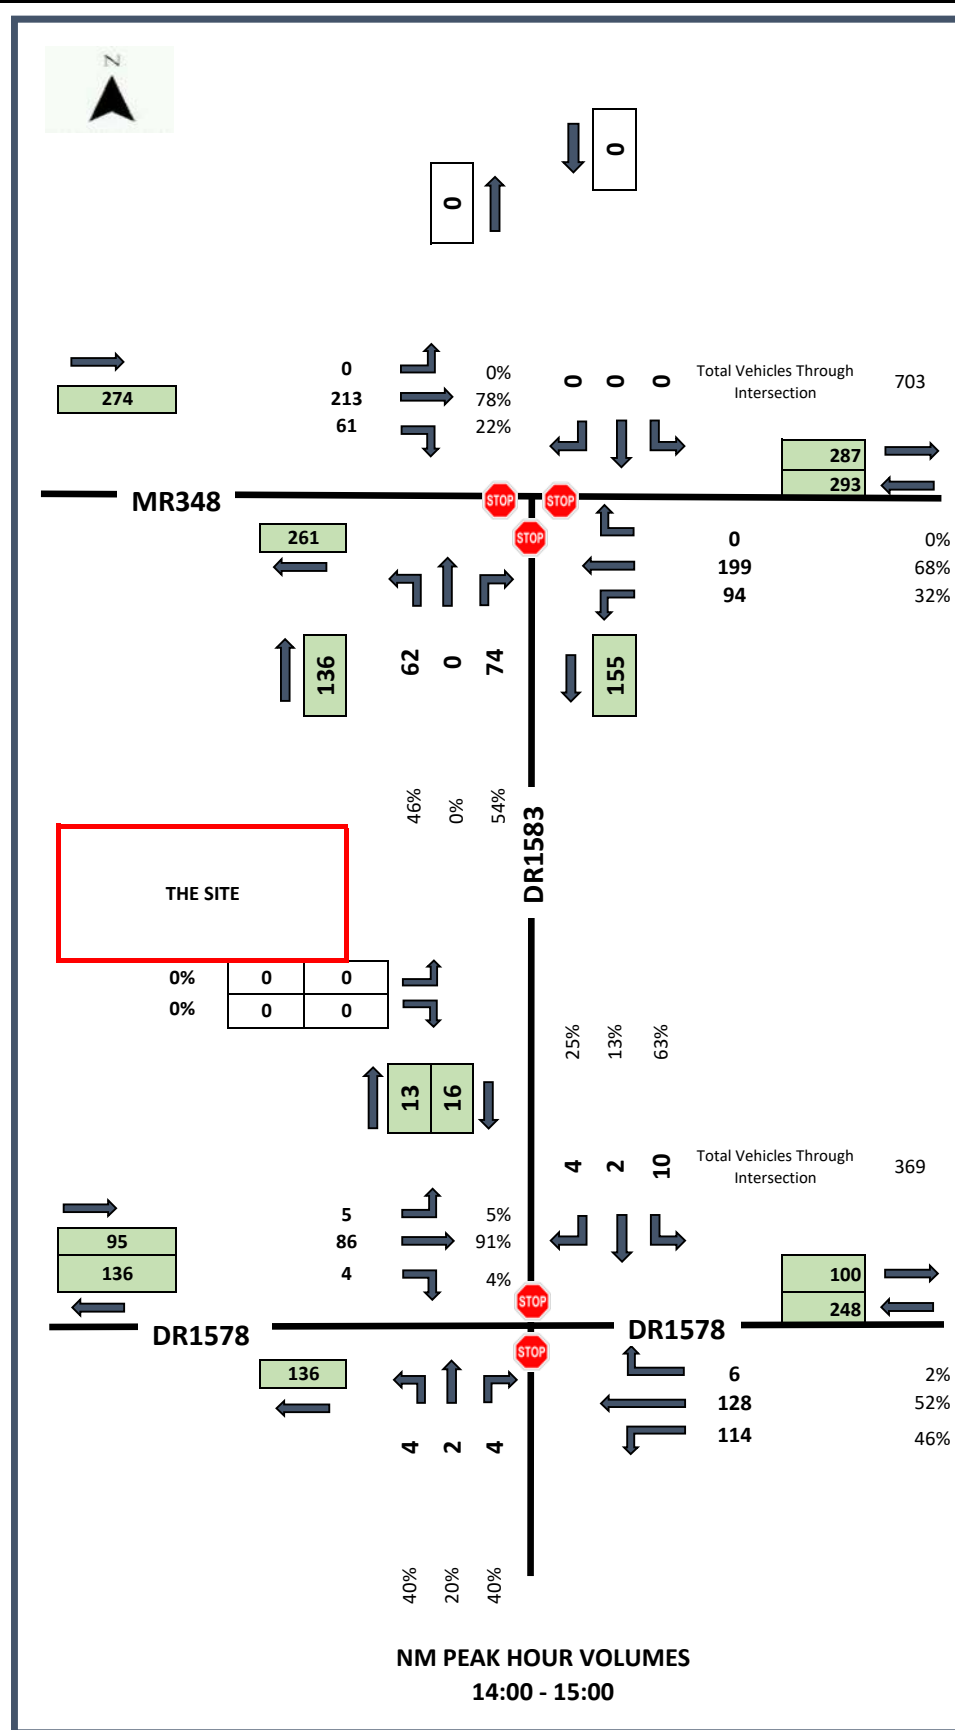 N
0
0
274
0
213
61
0%
78%
22%
0 0 0
Total Vehicles Through
Intersection
703
287
293
MR348
STOP
STOP
STOP
261
0 0%
199 68%
94 32%
136
62 0 74
155
46% 0% 54%
DR1583
THE SITE
0% 0 0
0% 0 0
25% 13% 63%
13 16
4 2 10
Total Vehicles Through
Intersection
369
5 5%
86 91%
4 4%
95
136
100
248
STOP
DR1578
DR1578
STOP
136
6 2%
128 52%
114 46%
4 2 4
40% 20% 40%
NM PEAK HOUR VOLUMES
14:00 - 15:00